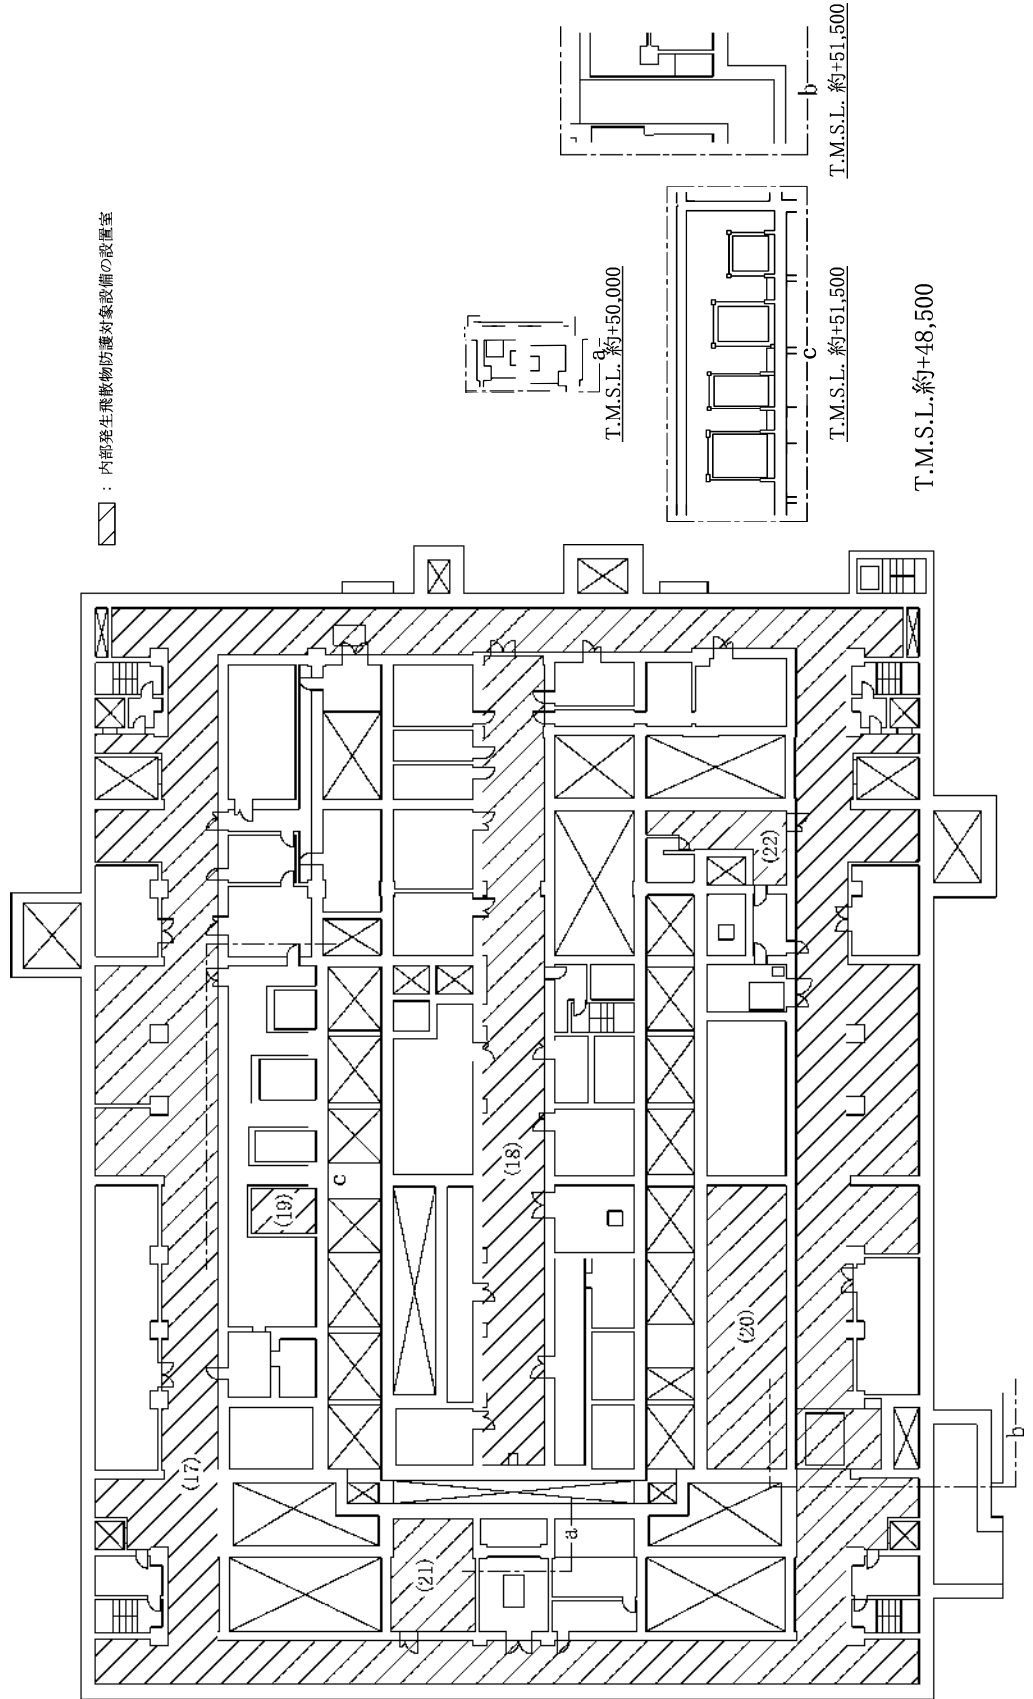 : 内部発生飛散物防護対象設備の設置室
b
T.M.S.L. 約+51,500
a
T.M.S.L. 約+50,000
c
T.M.S.L. 約+51,500
T.M.S.L.約+48,500
(17)
(18)
(19)
(20)
(21)
(22)
a
b
c